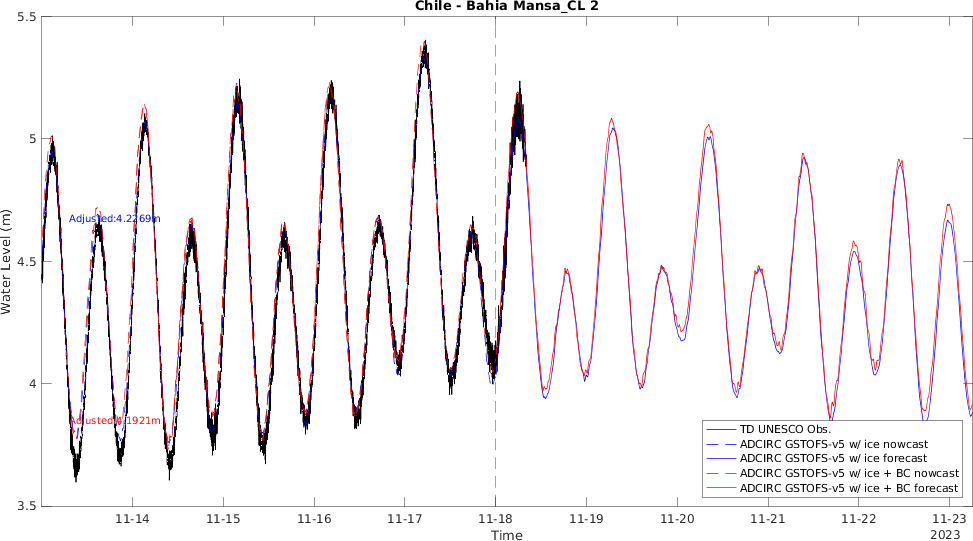 Chile - Bahia Mansa_CL 2
Water Level (m)
5.5
5
4.5
4
3.5
Adjusted:4.2269m
Adjusted:4.1921m
TD UNESCO Obs.
ADCIRC GSTOFS-v5 w/ ice nowcast
ADCIRC GSTOFS-v5 w/ ice forecast
ADCIRC GSTOFS-v5 w/ ice + BC nowcast
ADCIRC GSTOFS-v5 w/ ice + BC forecast
11-14 11-15 11-16 11-17 11-18 11-19 11-20 11-21 11-22 11-23
Time
2023